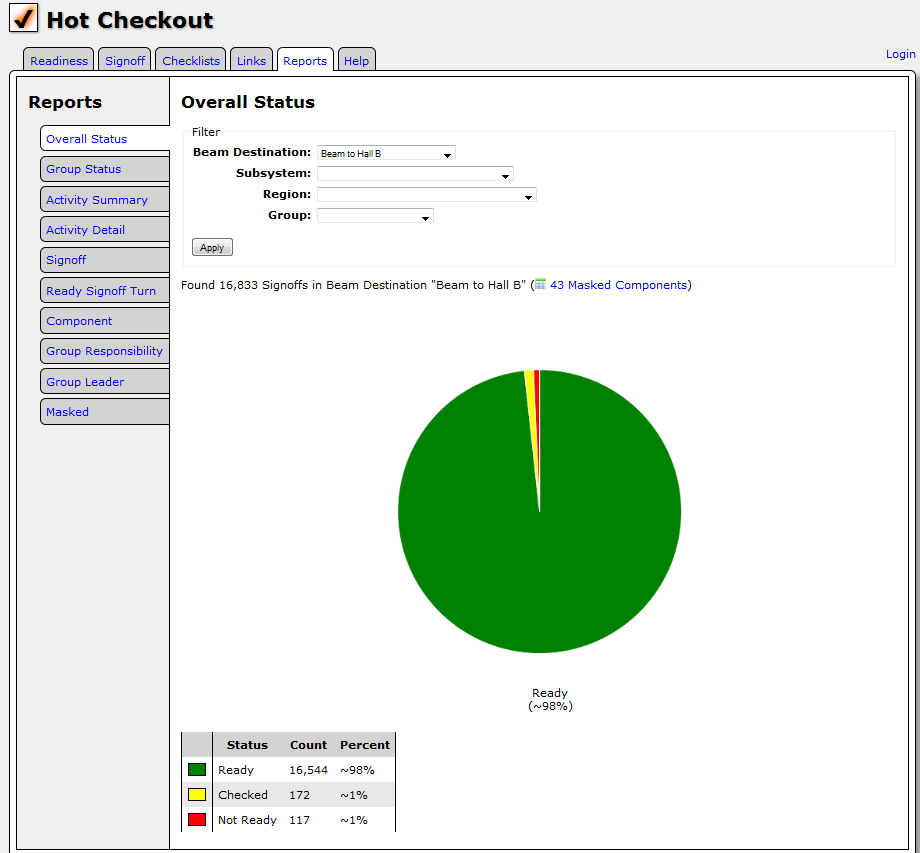 Hot Checkout
Login
Readiness Signoff Checklists Links Reports Help
Reports
Overall Status
Group Status
Activity Summary
Activity Detail
Signoff
Ready Signoff Turn
Component
Group Responsibility
Group Leader
Masked
Overall Status
Filter
Beam Destination: Beam to Hall B
Subsystem:
Region:
Group:
Apply
Found 16,833 Signoffs in Beam Destination "Beam to Hall B" ( 43 Masked Components)
Ready
(~98%)
Status Count Percent
Ready 16,544 ~98%
Checked 172 ~1%
Not Ready 117 ~1%